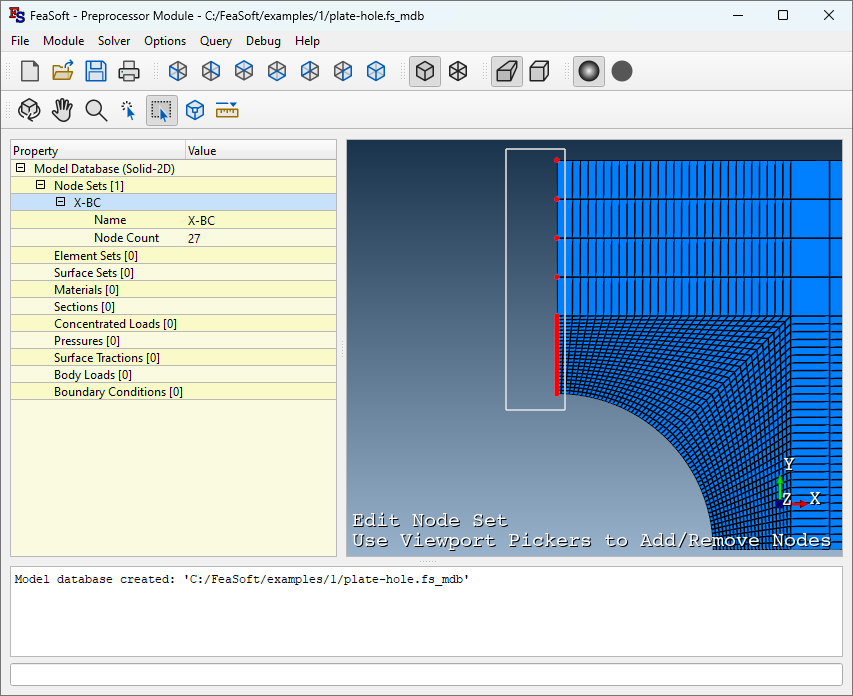 FeaSoft - Preprocessor Module - C:/FeaSoft/examples/1/plate-hole.fs_mdb
File Module Solver Options Query Debug Help
Property Value
Model Database (Solid-2D)
Node Sets [1]
X-BC
Name X-BC
Node Count 27
Element Sets [0]
Surface Sets [0]
Materials [0]
Sections [0]
Concentrated Loads [0]
Pressures [0]
Surface Tractions [0]
Body Loads [0]
Boundary Conditions [0]
Y
Z X
Edit Node Set
Use Viewport Pickers to Add/Remove Nodes
Model database created: 'C:/FeaSoft/examples/1/plate-hole.fs_mdb'